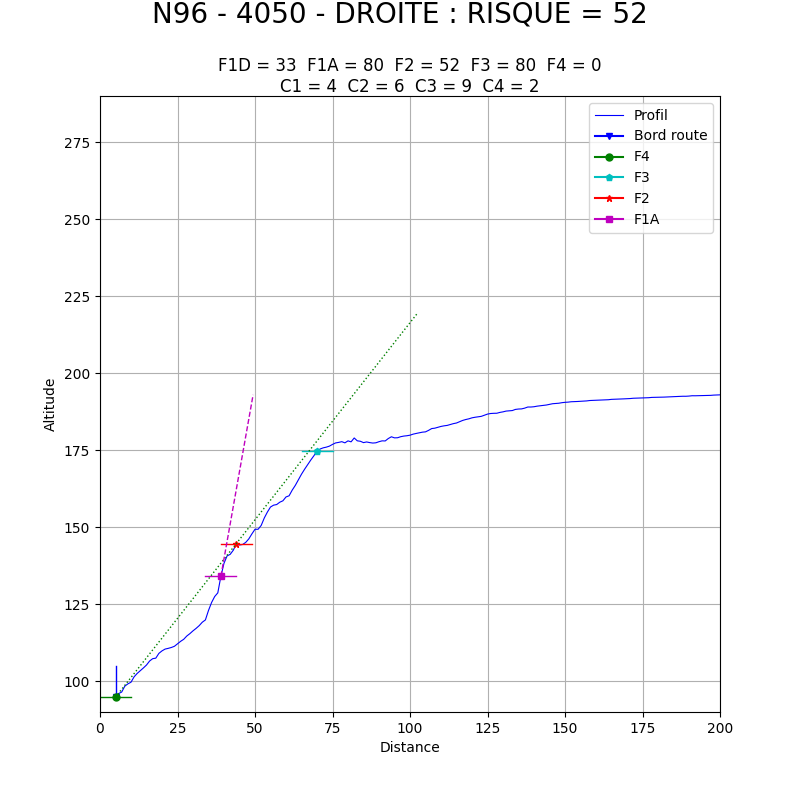 N96 - 4050 - DROITE : RISQUE = 52
F1D = 33  F1A = 80  F2 = 52  F3 = 80  F4 = 0
C1 = 4  C2 = 6  C3 = 9  C4 = 2
Profil
Bord route
F4
F3
F2
F1A
275
250
225
200
175
150
125
100
Altitude
0 25 50 75 100 125 150 175 200
Distance